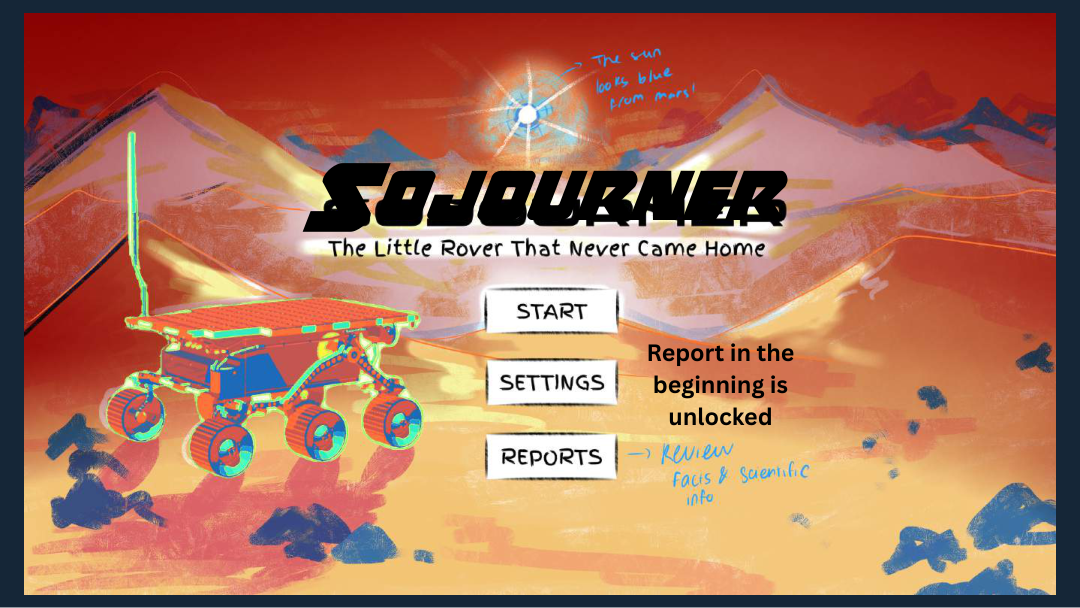 The sun
looks blue
from mars!
SOJOURNER
The Little Rover That Never Came Home
START
SETTINGS
REPORTS
Report in the
beginning is
unlocked
Review
Facts & Scientific
info